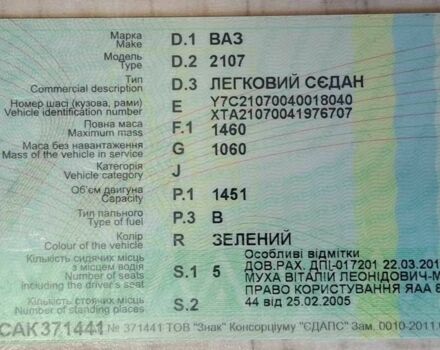 Марка
Make
D.1 ВАЗ
Модель
Type
D.2 2107
Тип
Commercial description
D.3 ЛЕГКОВИЙ СЄДАН
Номер шасі (кузова, рами)
Vehicle identification number
E Y7C21070040018040
XTA21070041976707
Повна маса
Maximum mass
F.1 1460
Маса без навантаження
Mass of the vehicle in service
G 1060
Категорія
Vehicle category
J
Об'єм двигуна
Capacity
P.1 1451
Тип пального
Type of fuel
P.3 B
Колір
Colour of the vehicle
R ЗЕЛЕНИЙ
Кількість сидячих місць
з місцем водія
Number of seats
including the driver's seat
S.1 5
Особливі відмітки
ДОВ.РАХ. ДПІ-017201 22.03.201
МУХА ВІТАЛІЙ ЛЕОНІДОВИЧ-М
ПРАВО КОРИСТУВАННЯ ЯАА 8
44 від 25.02.2005
Кількість стоячих місць
Number of standing places
S.2
САК371441 № 371441 ТОВ "Знак" Консорціуму "ЄДАПС" Зам. 0010-2011.